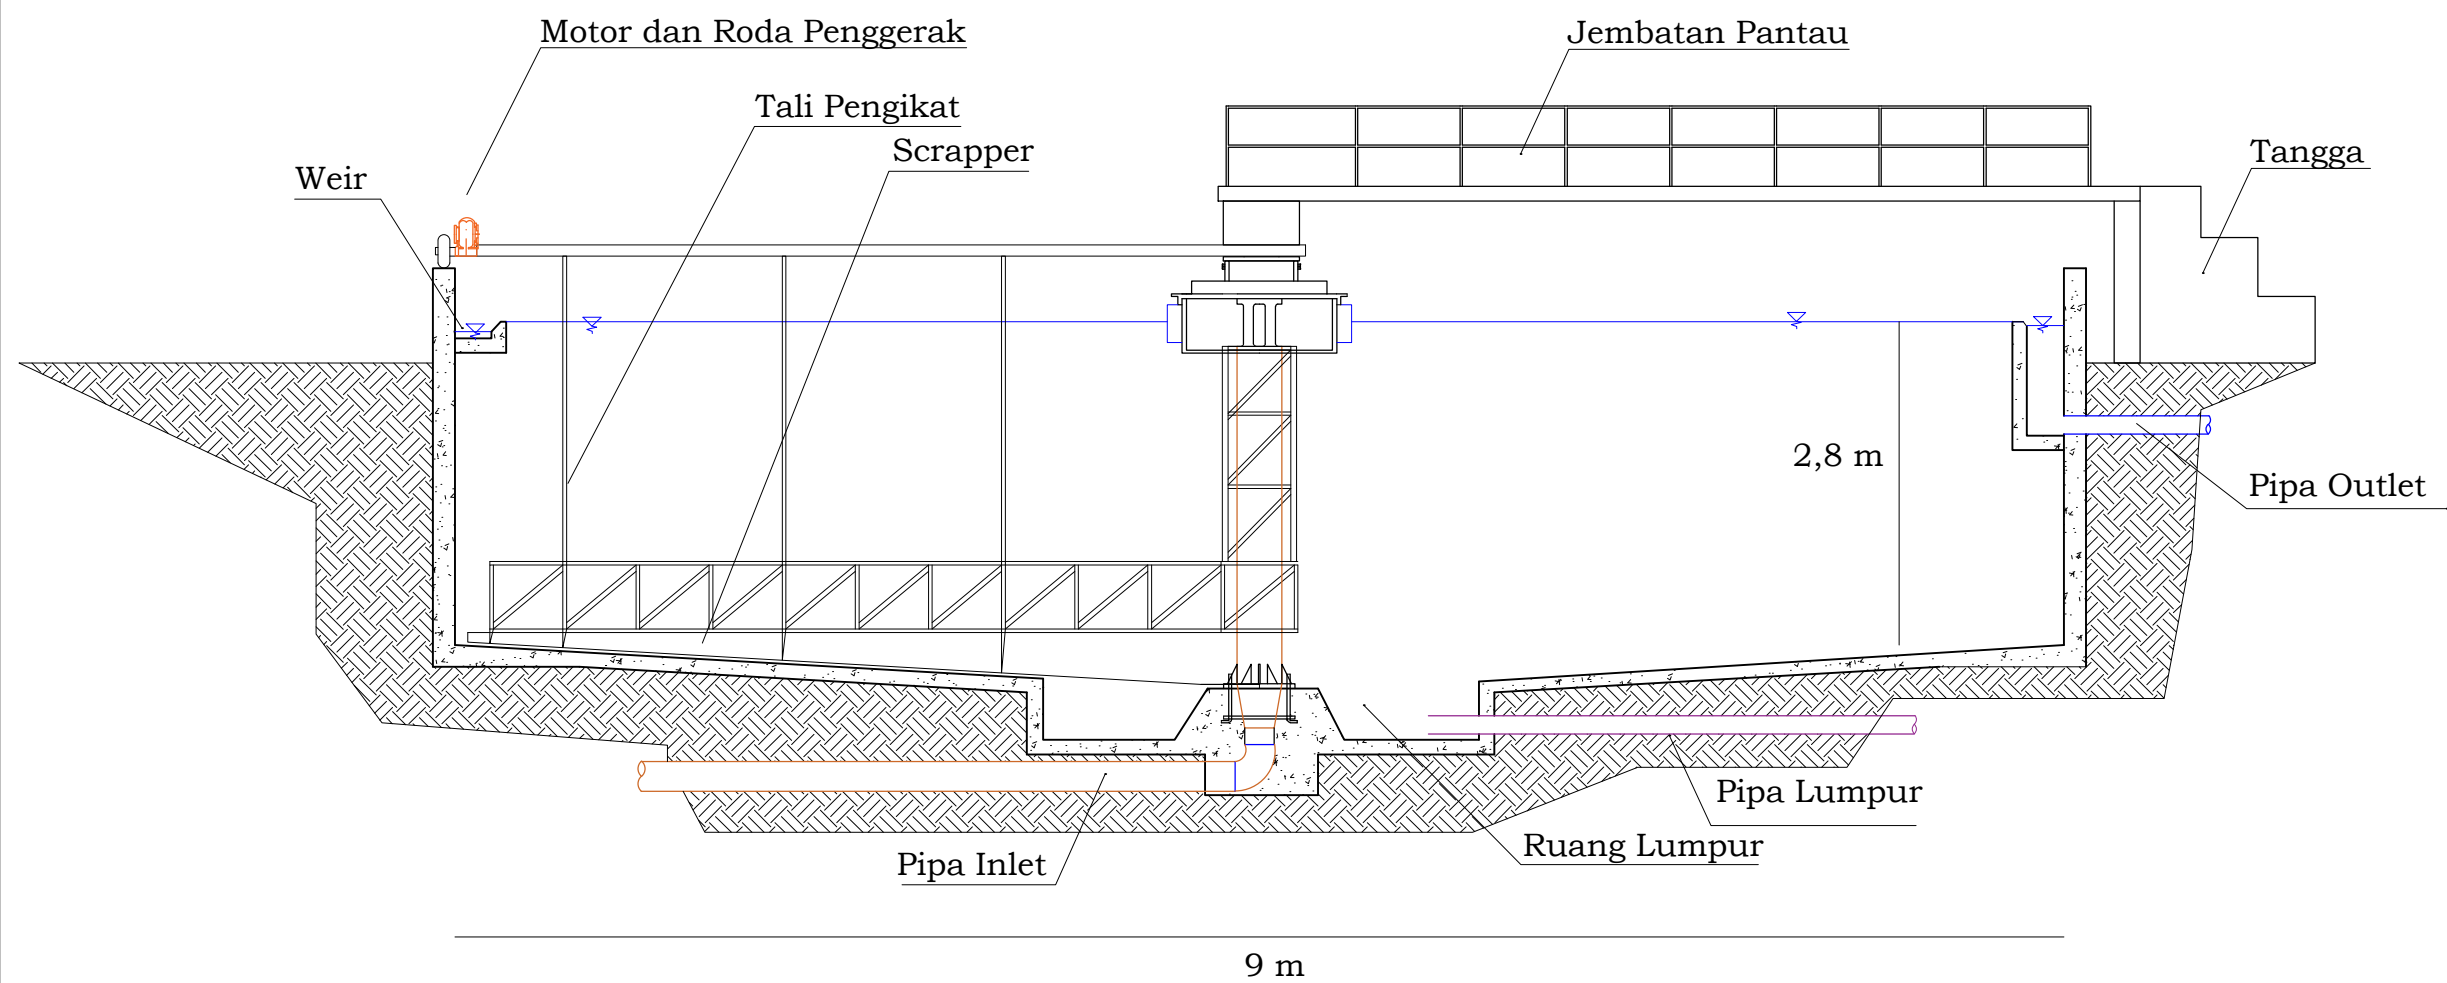 Motor dan Roda Penggerak
Jembatan Pantau
Tali Pengikat
Scrapper
Tangga
Weir
2,8 m
Pipa Outlet
Pipa Lumpur
Ruang Lumpur
Pipa Inlet
9 m